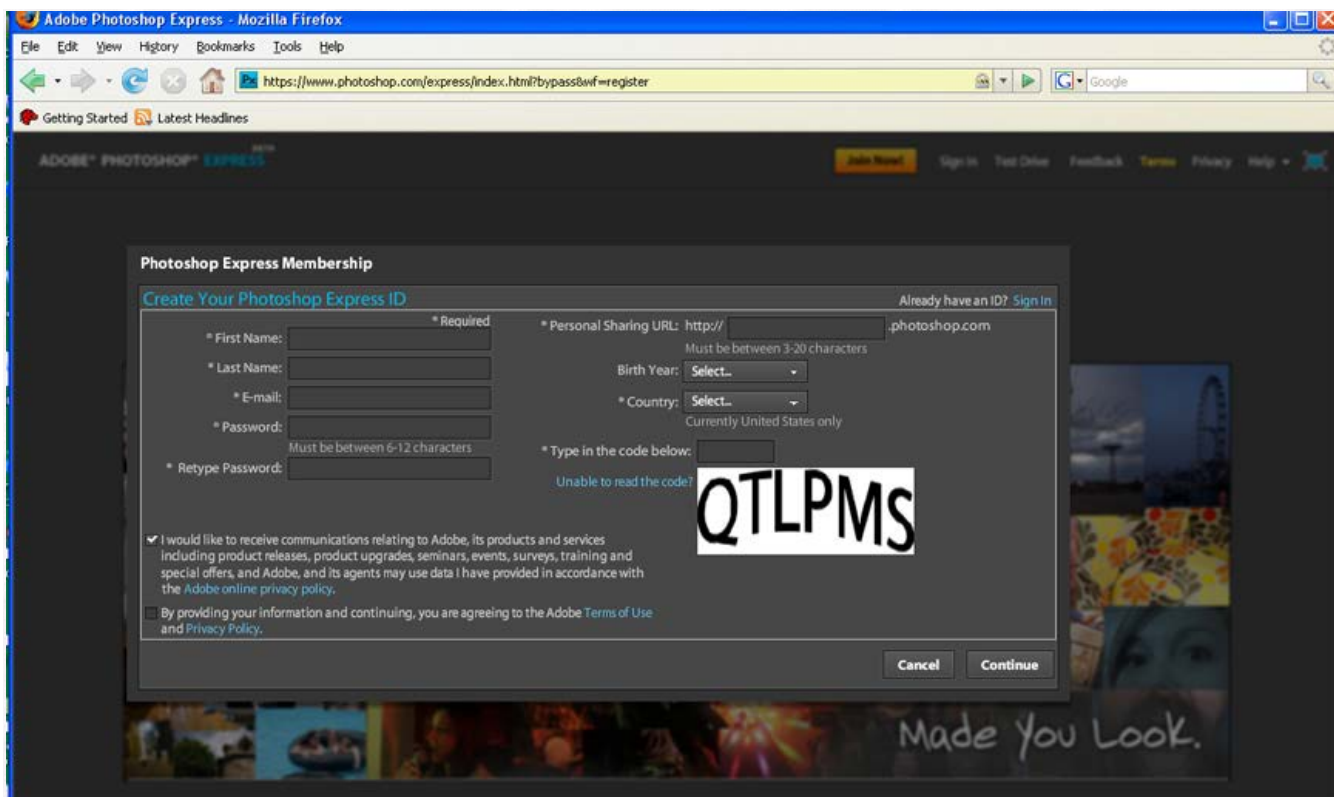 Adobe Photoshop Express - Mozilla Firefox
File Edit View History Bookmarks Tools Help
https://www.photoshop.com/express/index.html?bypass&wf=register
Google
Getting Started Latest Headlines
BETA
ADOBE® PHOTOSHOP® EXPRESS
Join Now! Sign In Test Drive Feedback Terms Privacy Help
Photoshop Express Membership
Create Your Photoshop Express ID
Already have an ID? Sign In
* Required
* First Name:
* Last Name:
* E-mail:
* Password:
Must be between 6-12 characters
* Retype Password:
* Personal Sharing URL: http:// .photoshop.com
Must be between 3-20 characters
Birth Year: Select...
* Country: Select...
Currently United States only
* Type in the code below:
Unable to read the code?
QTLPMS
I would like to receive communications relating to Adobe, its products and services
including product releases, product upgrades, seminars, events, surveys, training and
special offers, and Adobe, and its agents may use data I have provided in accordance with
the Adobe online privacy policy.
By providing your information and continuing, you are agreeing to the Adobe Terms of Use
and Privacy Policy.
Cancel Continue
Made You Look.